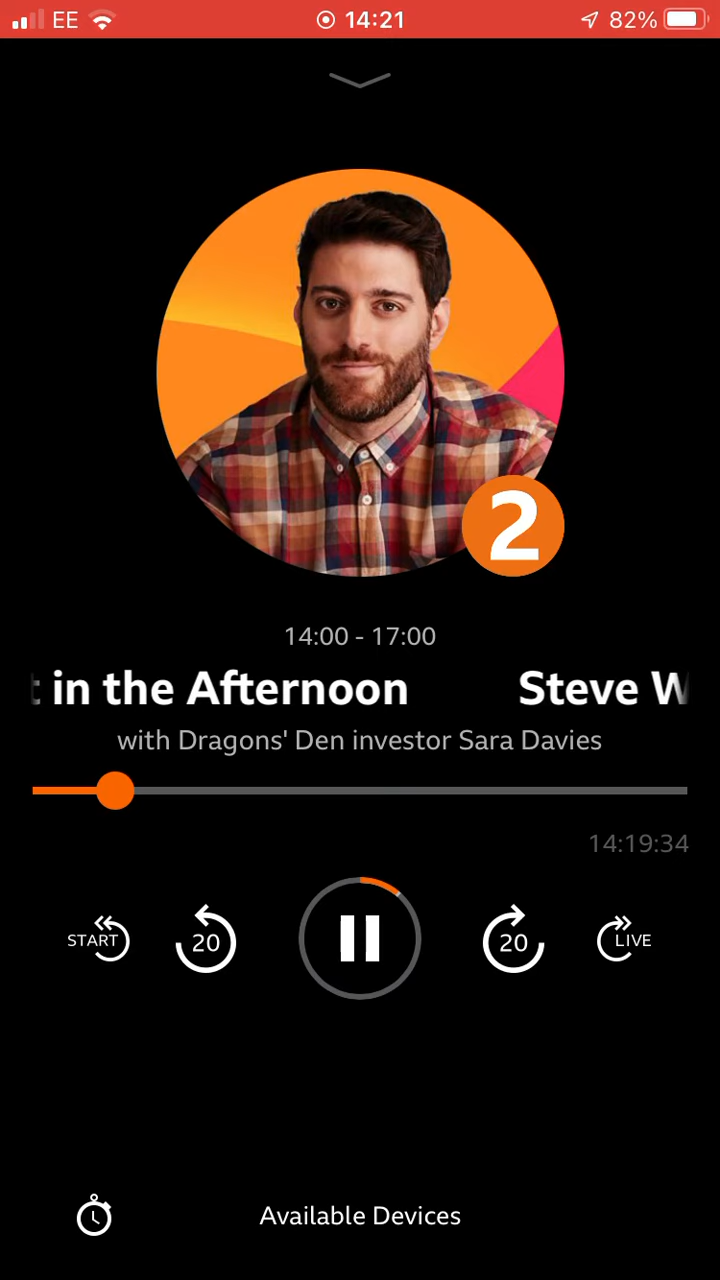 EE 14:21 82%
2
14:00 - 17:00
in the Afternoon Steve
with Dragons' Den investor Sara Davies
14:19:34
START 20 20 LIVE
Available Devices